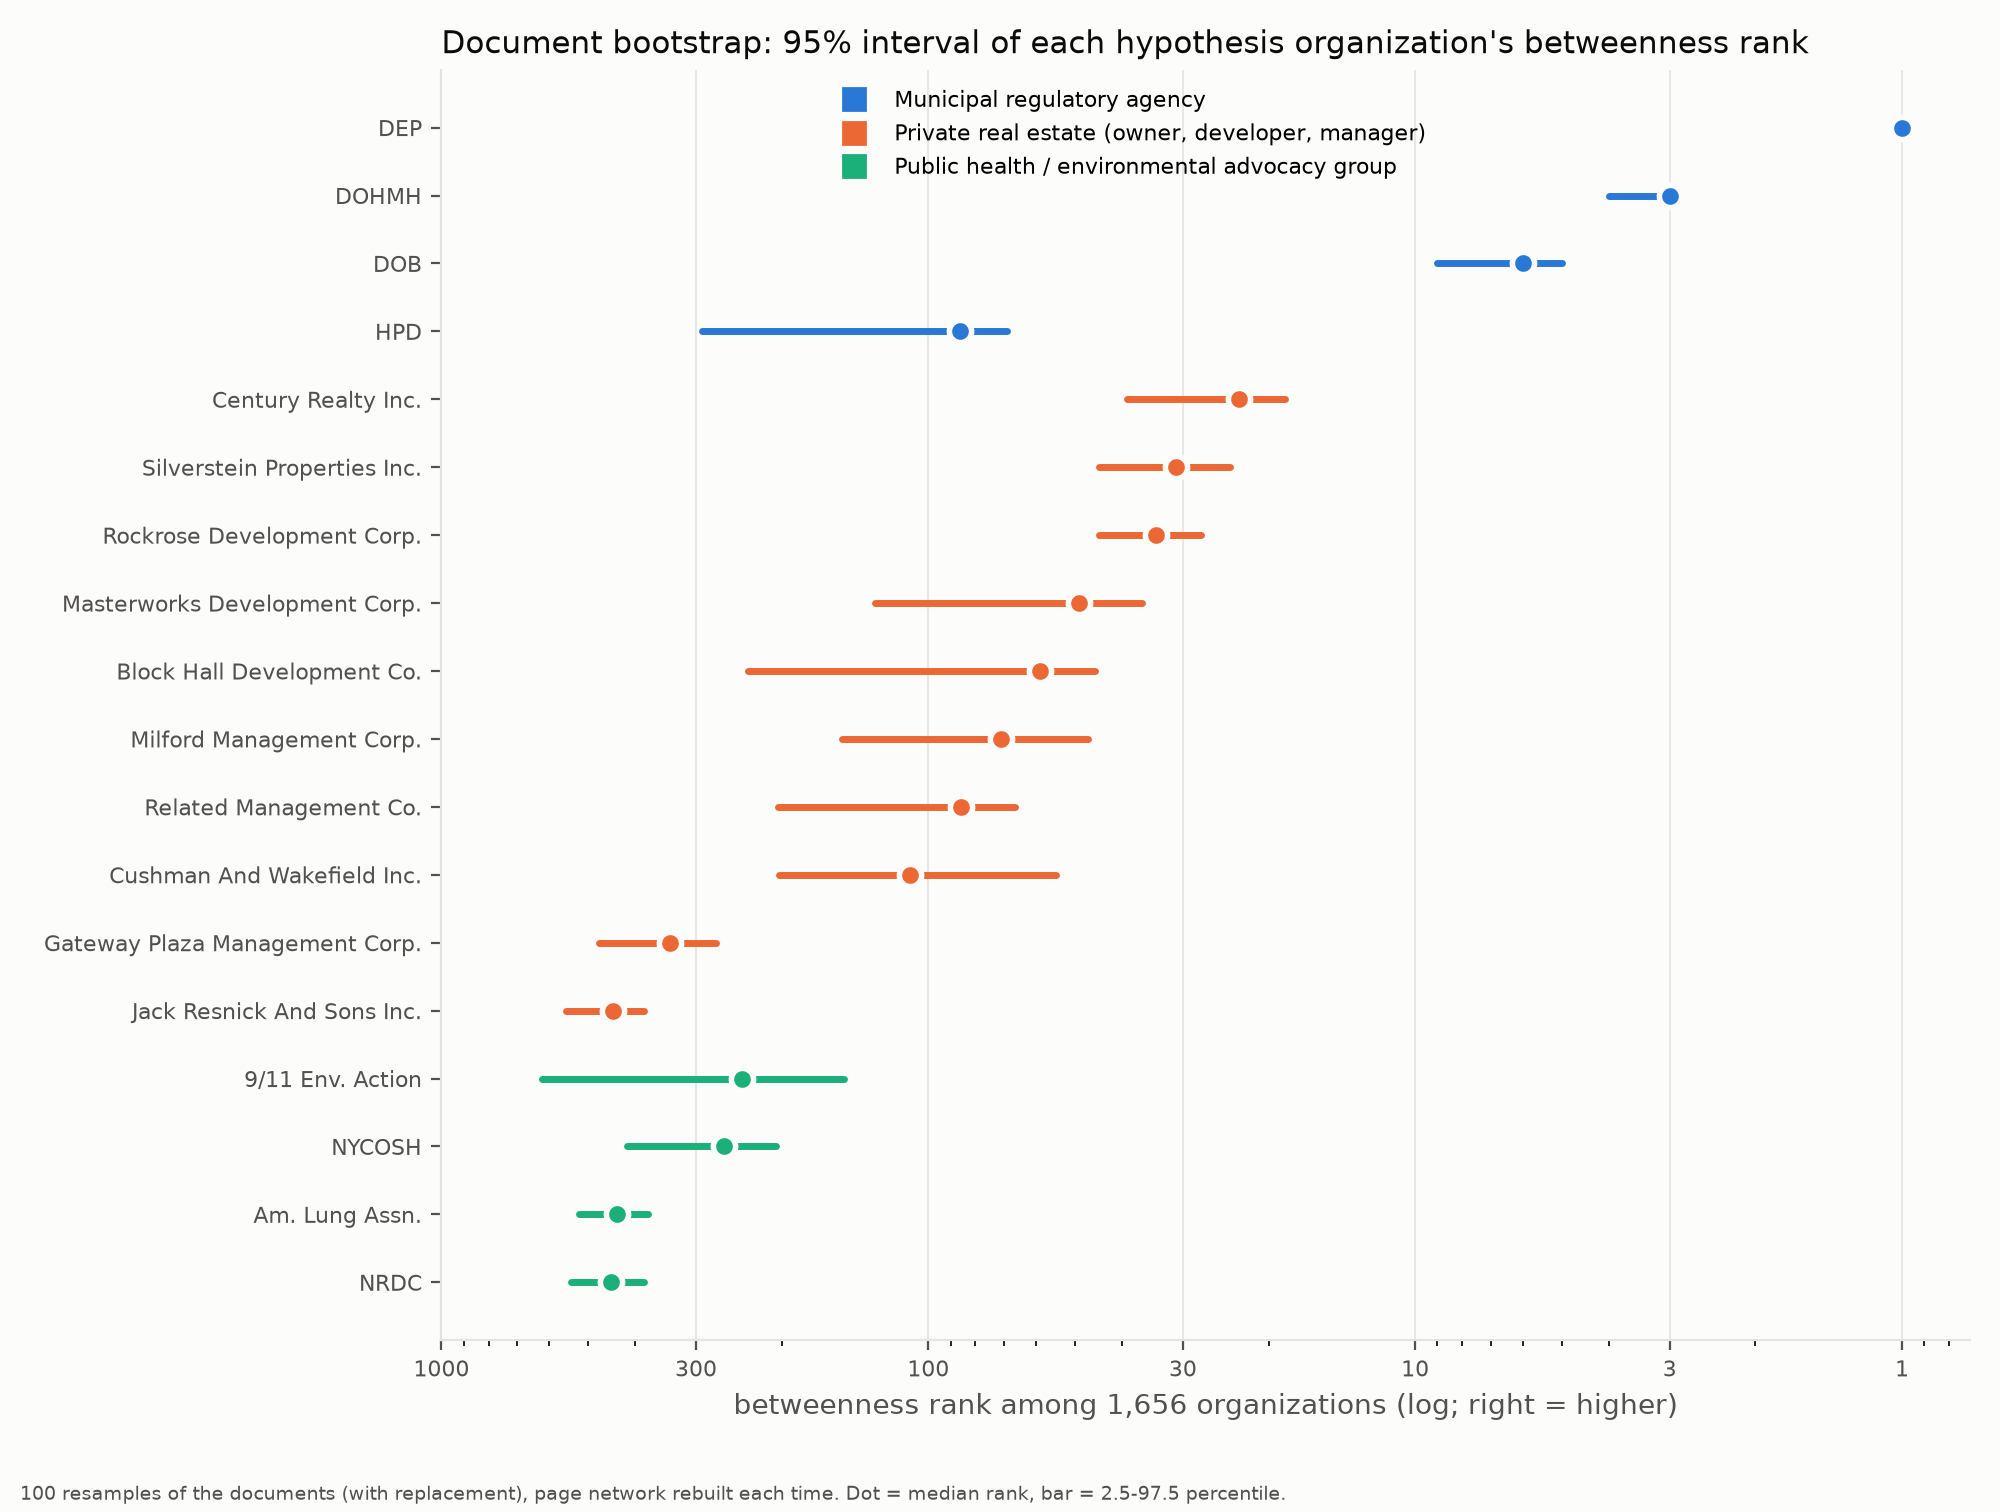 Document bootstrap: 95% interval of each hypothesis organization's betweenness rank
Municipal regulatory agency
Private real estate (owner, developer, manager)
Public health / environmental advocacy group
DEP
DOHMH
DOB
HPD
Century Realty Inc.
Silverstein Properties Inc.
Rockrose Development Corp.
Masterworks Development Corp.
Block Hall Development Co.
Milford Management Corp.
Related Management Co.
Cushman And Wakefield Inc.
Gateway Plaza Management Corp.
Jack Resnick And Sons Inc.
9/11 Env. Action
NYCOSH
Am. Lung Assn.
NRDC
1000 300 100 30 10 3 1
betweenness rank among 1,656 organizations (log; right = higher)
100 resamples of the documents (with replacement), page network rebuilt each time. Dot = median rank, bar = 2.5-97.5 percentile.